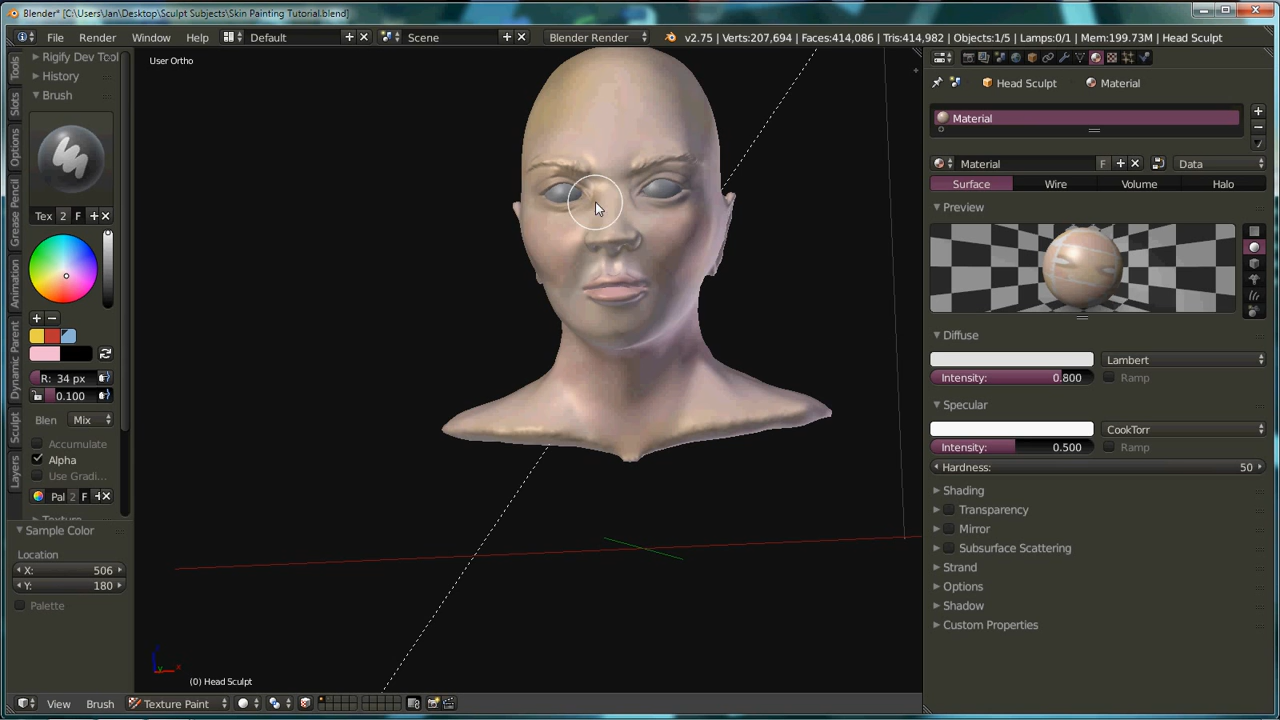 Blender* [C:\Users\Jan\Desktop\Sculpt Subjects\Skin Painting Tutorial.blend]
File Render Window Help Default Scene Blender Render v2.75 | Verts:207,694 | Faces:414,086 | Tris:414,982 | Objects:1/5 | Lamps:0/1 | Mem:199.73M | Head Sculpt
Tools
Slots
Options
Grease Pencil
Animation
Dynamic Paint
Sculpt
Layers
Rigify Dev Tool
History
Brush
Tex 2 F
R: 34 px
0.100
Blen Mix
Accumulate
Alpha
Use Gradi...
Pal 2 F
Texture
Sample Color
Location
X: 506
Y: 180
Palette
User Ortho
(0) Head Sculpt
View Brush Texture Paint
Head Sculpt Material
Material
Material F Data
Surface Wire Volume Halo
Preview
Diffuse
Lambert
Intensity: 0.800 Ramp
Specular
CookTorr
Intensity: 0.500 Ramp
Hardness: 50
Shading
Transparency
Mirror
Subsurface Scattering
Strand
Options
Shadow
Custom Properties